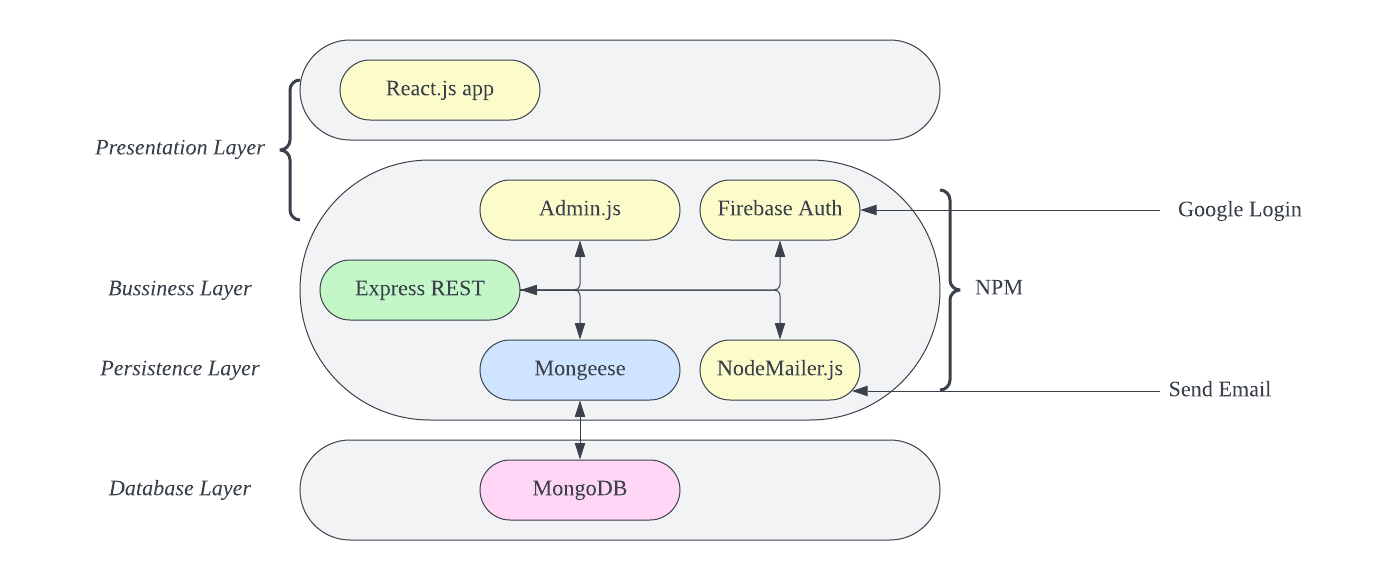 React.js app
Presentation Layer
Admin.js
Firebase Auth
Google Login
Bussiness Layer
Express REST
NPM
Persistence Layer
Mongeese
NodeMailer.js
Send Email
Database Layer
MongoDB